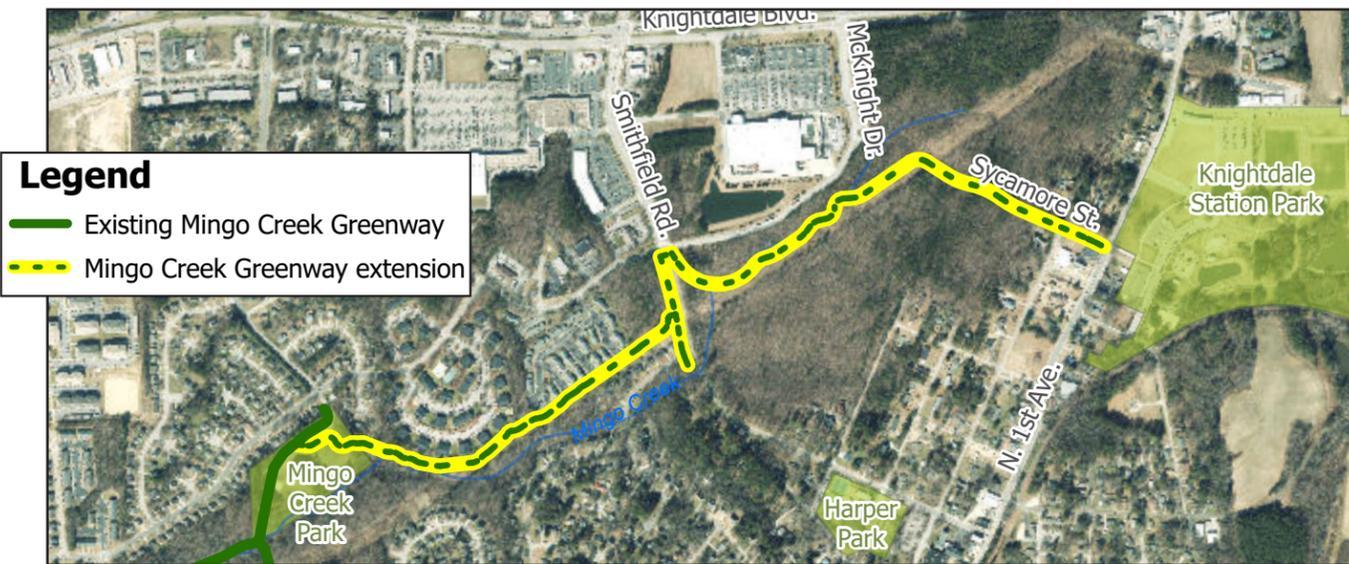 Knightdale Blvd.
McKnight Dr.
Smithfield Rd.
Sycamore St.
Knightdale
Station Park
Legend
Existing Mingo Creek Greenway
Mingo Creek Greenway extension
Mingo Creek
N. 1st Ave.
Mingo
Creek
Park
Harper
Park